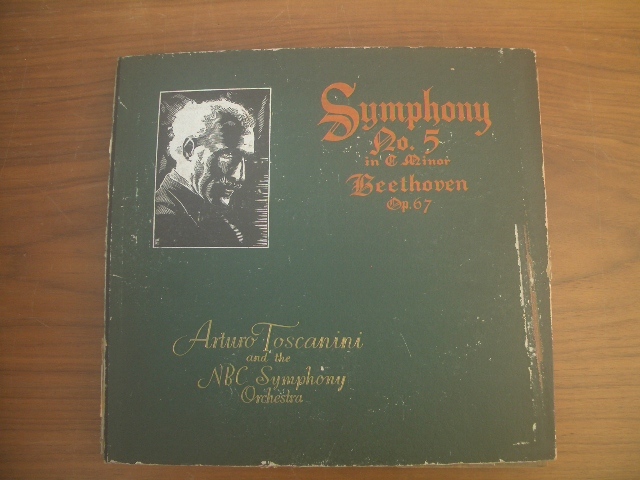 Symphony
No. 5
in C Minor
Beethoven
Op. 67
Arturo Toscanini
and the
NBC Symphony
Orchestra